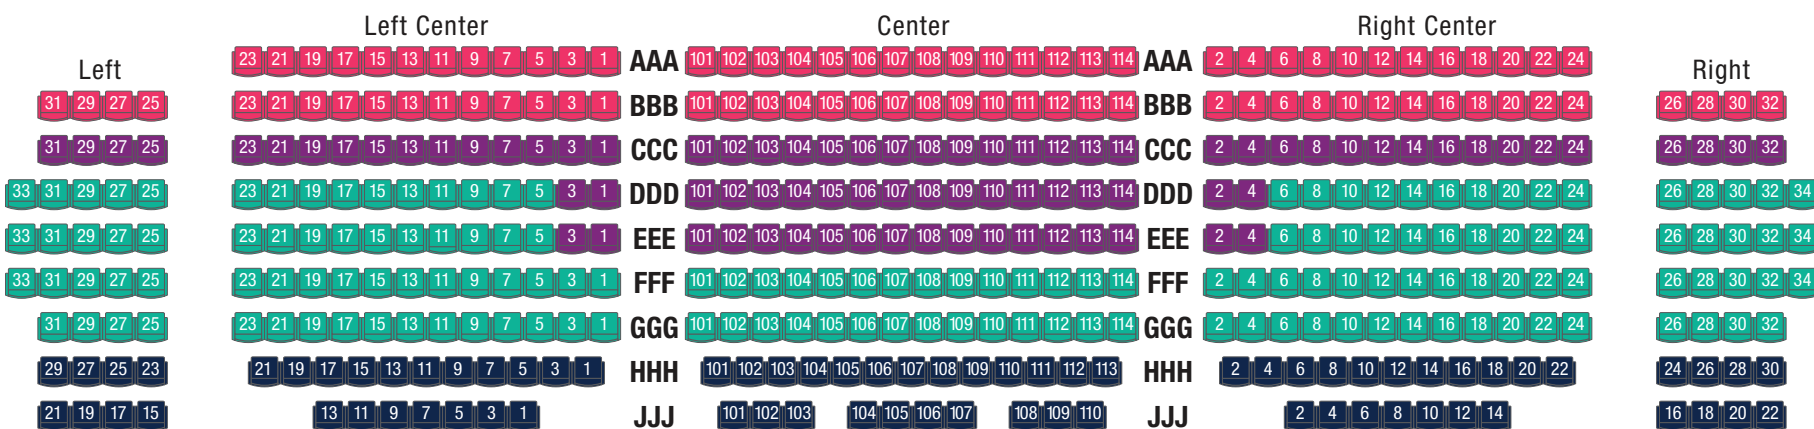 Left Center Center Right Center
Left Right
23 21 19 17 15 13 11 9 7 5 3 1 AAA 101 102 103 104 105 106 107 108 109 110 111 112 113 114 AAA 2 4 6 8 10 12 14 16 18 20 22 24
31 29 27 25 23 21 19 17 15 13 11 9 7 5 3 1 BBB 101 102 103 104 105 106 107 108 109 110 111 112 113 114 BBB 2 4 6 8 10 12 14 16 18 20 22 24 26 28 30 32
31 29 27 25 23 21 19 17 15 13 11 9 7 5 3 1 CCC 101 102 103 104 105 106 107 108 109 110 111 112 113 114 CCC 2 4 6 8 10 12 14 16 18 20 22 24 26 28 30 32
33 31 29 27 25 23 21 19 17 15 13 11 9 7 5 3 1 DDD 101 102 103 104 105 106 107 108 109 110 111 112 113 114 DDD 2 4 6 8 10 12 14 16 18 20 22 24 26 28 30 32 34
33 31 29 27 25 23 21 19 17 15 13 11 9 7 5 3 1 EEE 101 102 103 104 105 106 107 108 109 110 111 112 113 114 EEE 2 4 6 8 10 12 14 16 18 20 22 24 26 28 30 32 34
33 31 29 27 25 23 21 19 17 15 13 11 9 7 5 3 1 FFF 101 102 103 104 105 106 107 108 109 110 111 112 113 114 FFF 2 4 6 8 10 12 14 16 18 20 22 24 26 28 30 32 34
31 29 27 25 23 21 19 17 15 13 11 9 7 5 3 1 GGG 101 102 103 104 105 106 107 108 109 110 111 112 113 114 GGG 2 4 6 8 10 12 14 16 18 20 22 24 26 28 30 32
29 27 25 23 21 19 17 15 13 11 9 7 5 3 1 HHH 101 102 103 104 105 106 107 108 109 110 111 112 113 HHH 2 4 6 8 10 12 14 16 18 20 22 24 26 28 30
21 19 17 15 13 11 9 7 5 3 1 JJJ 101 102 103 104 105 106 107 108 109 110 JJJ 2 4 6 8 10 12 14 16 18 20 22